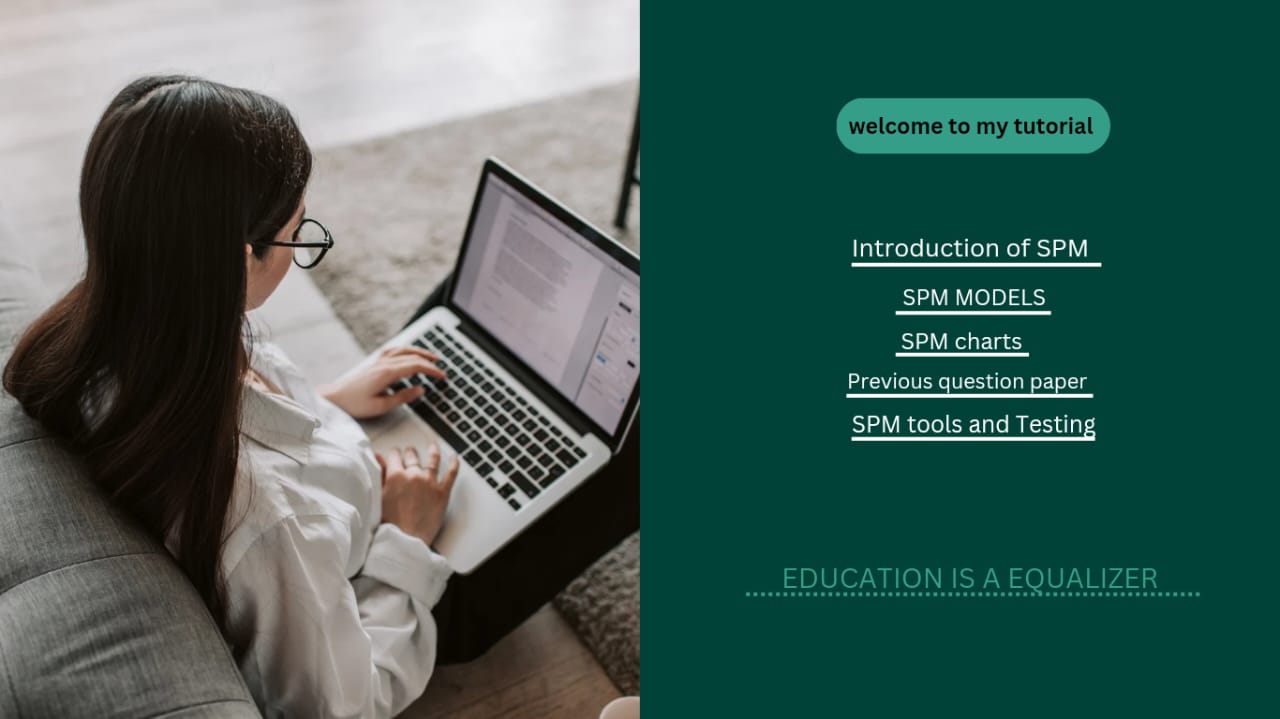 welcome to my tutorial
Introduction of SPM
SPM MODELS
SPM charts
Previous question paper
SPM tools and Testing
EDUCATION IS A EQUALIZER